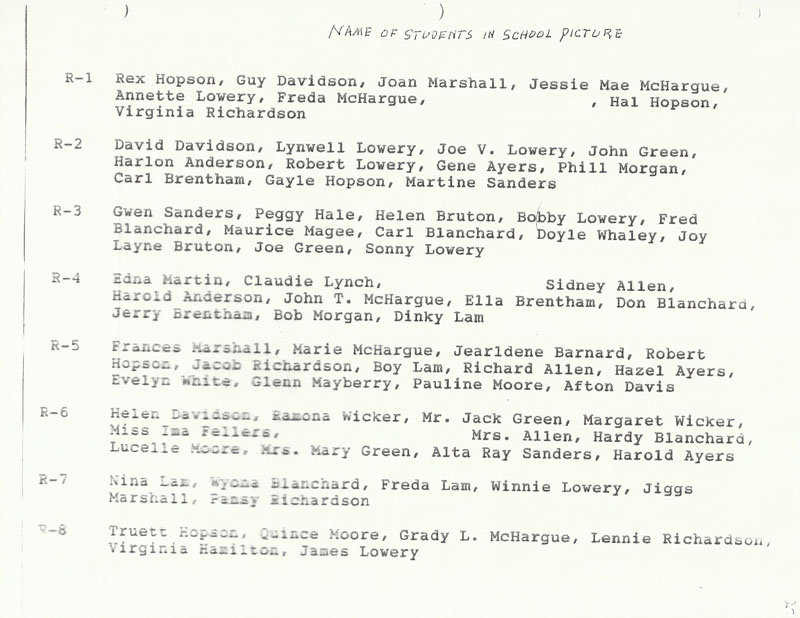 NAME OF STUDENTS IN SCHOOL PICTURE
R-1 Rex Hopson, Guy Davidson, Joan Marshall, Jessie Mae McHargue,
Annette Lowery, Freda McHargue, , Hal Hopson,
Virginia Richardson
R-2 David Davidson, Lynwell Lowery, Joe V. Lowery, John Green,
Harlon Anderson, Robert Lowery, Gene Ayers, Phill Morgan,
Carl Brentham, Gayle Hopson, Martine Sanders
R-3 Gwen Sanders, Peggy Hale, Helen Bruton, Bobby Lowery, Fred
Blanchard, Maurice Magee, Carl Blanchard, Doyle Whaley, Joy
Layne Bruton, Joe Green, Sonny Lowery
R-4 Edna Martin, Claudie Lynch, Sidney Allen,
Harold Anderson, John T. McHargue, Ella Brentham, Don Blanchard,
Jerry Brentham, Bob Morgan, Dinky Lam
R-5 Frances Marshall, Marie McHargue, Jearldene Barnard, Robert
Hopson, Jacob Richardson, Boy Lam, Richard Allen, Hazel Ayers,
Evelyn White, Glenn Mayberry, Pauline Moore, Afton Davis
R-6 Helen Davidson, Ramona Wicker, Mr. Jack Green, Margaret Wicker,
Miss Ima Fellers, Mrs. Allen, Hardy Blanchard,
Lucelle Moore, Mrs. Mary Green, Alta Ray Sanders, Harold Ayers
R-7 Nina Lam, Wyona Blanchard, Freda Lam, Winnie Lowery, Jiggs
Marshall, Pansy Richardson
R-8 Truett Hopson, Quince Moore, Grady L. McHargue, Lennie Richardson,
Virginia Hamilton, James Lowery